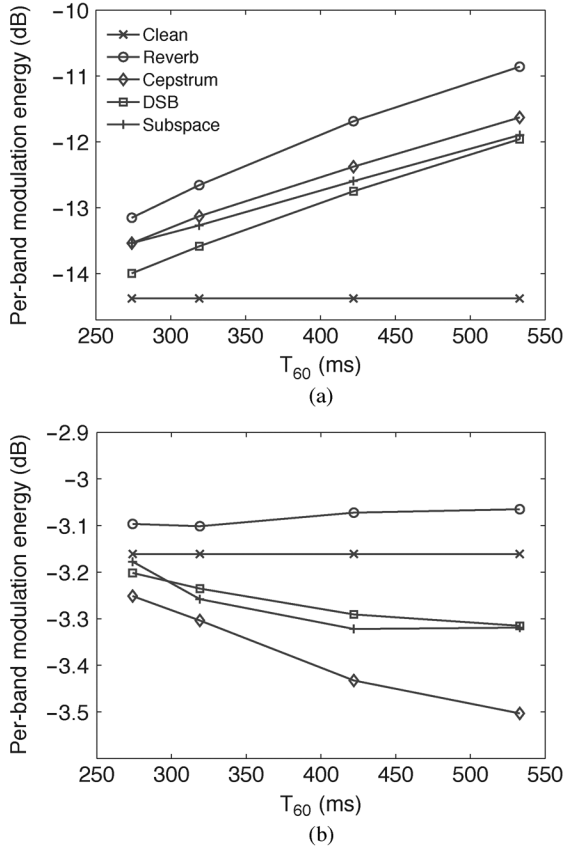 Per-band modulation energy (dB)
−10
−11
−12
−13
−14
Clean
Reverb
Cepstrum
DSB
Subspace
250 300 350 400 450 500 550
T60 (ms)
(a)
Per-band modulation energy (dB)
−2.9
−3
−3.1
−3.2
−3.3
−3.4
−3.5
250 300 350 400 450 500 550
T60 (ms)
(b)